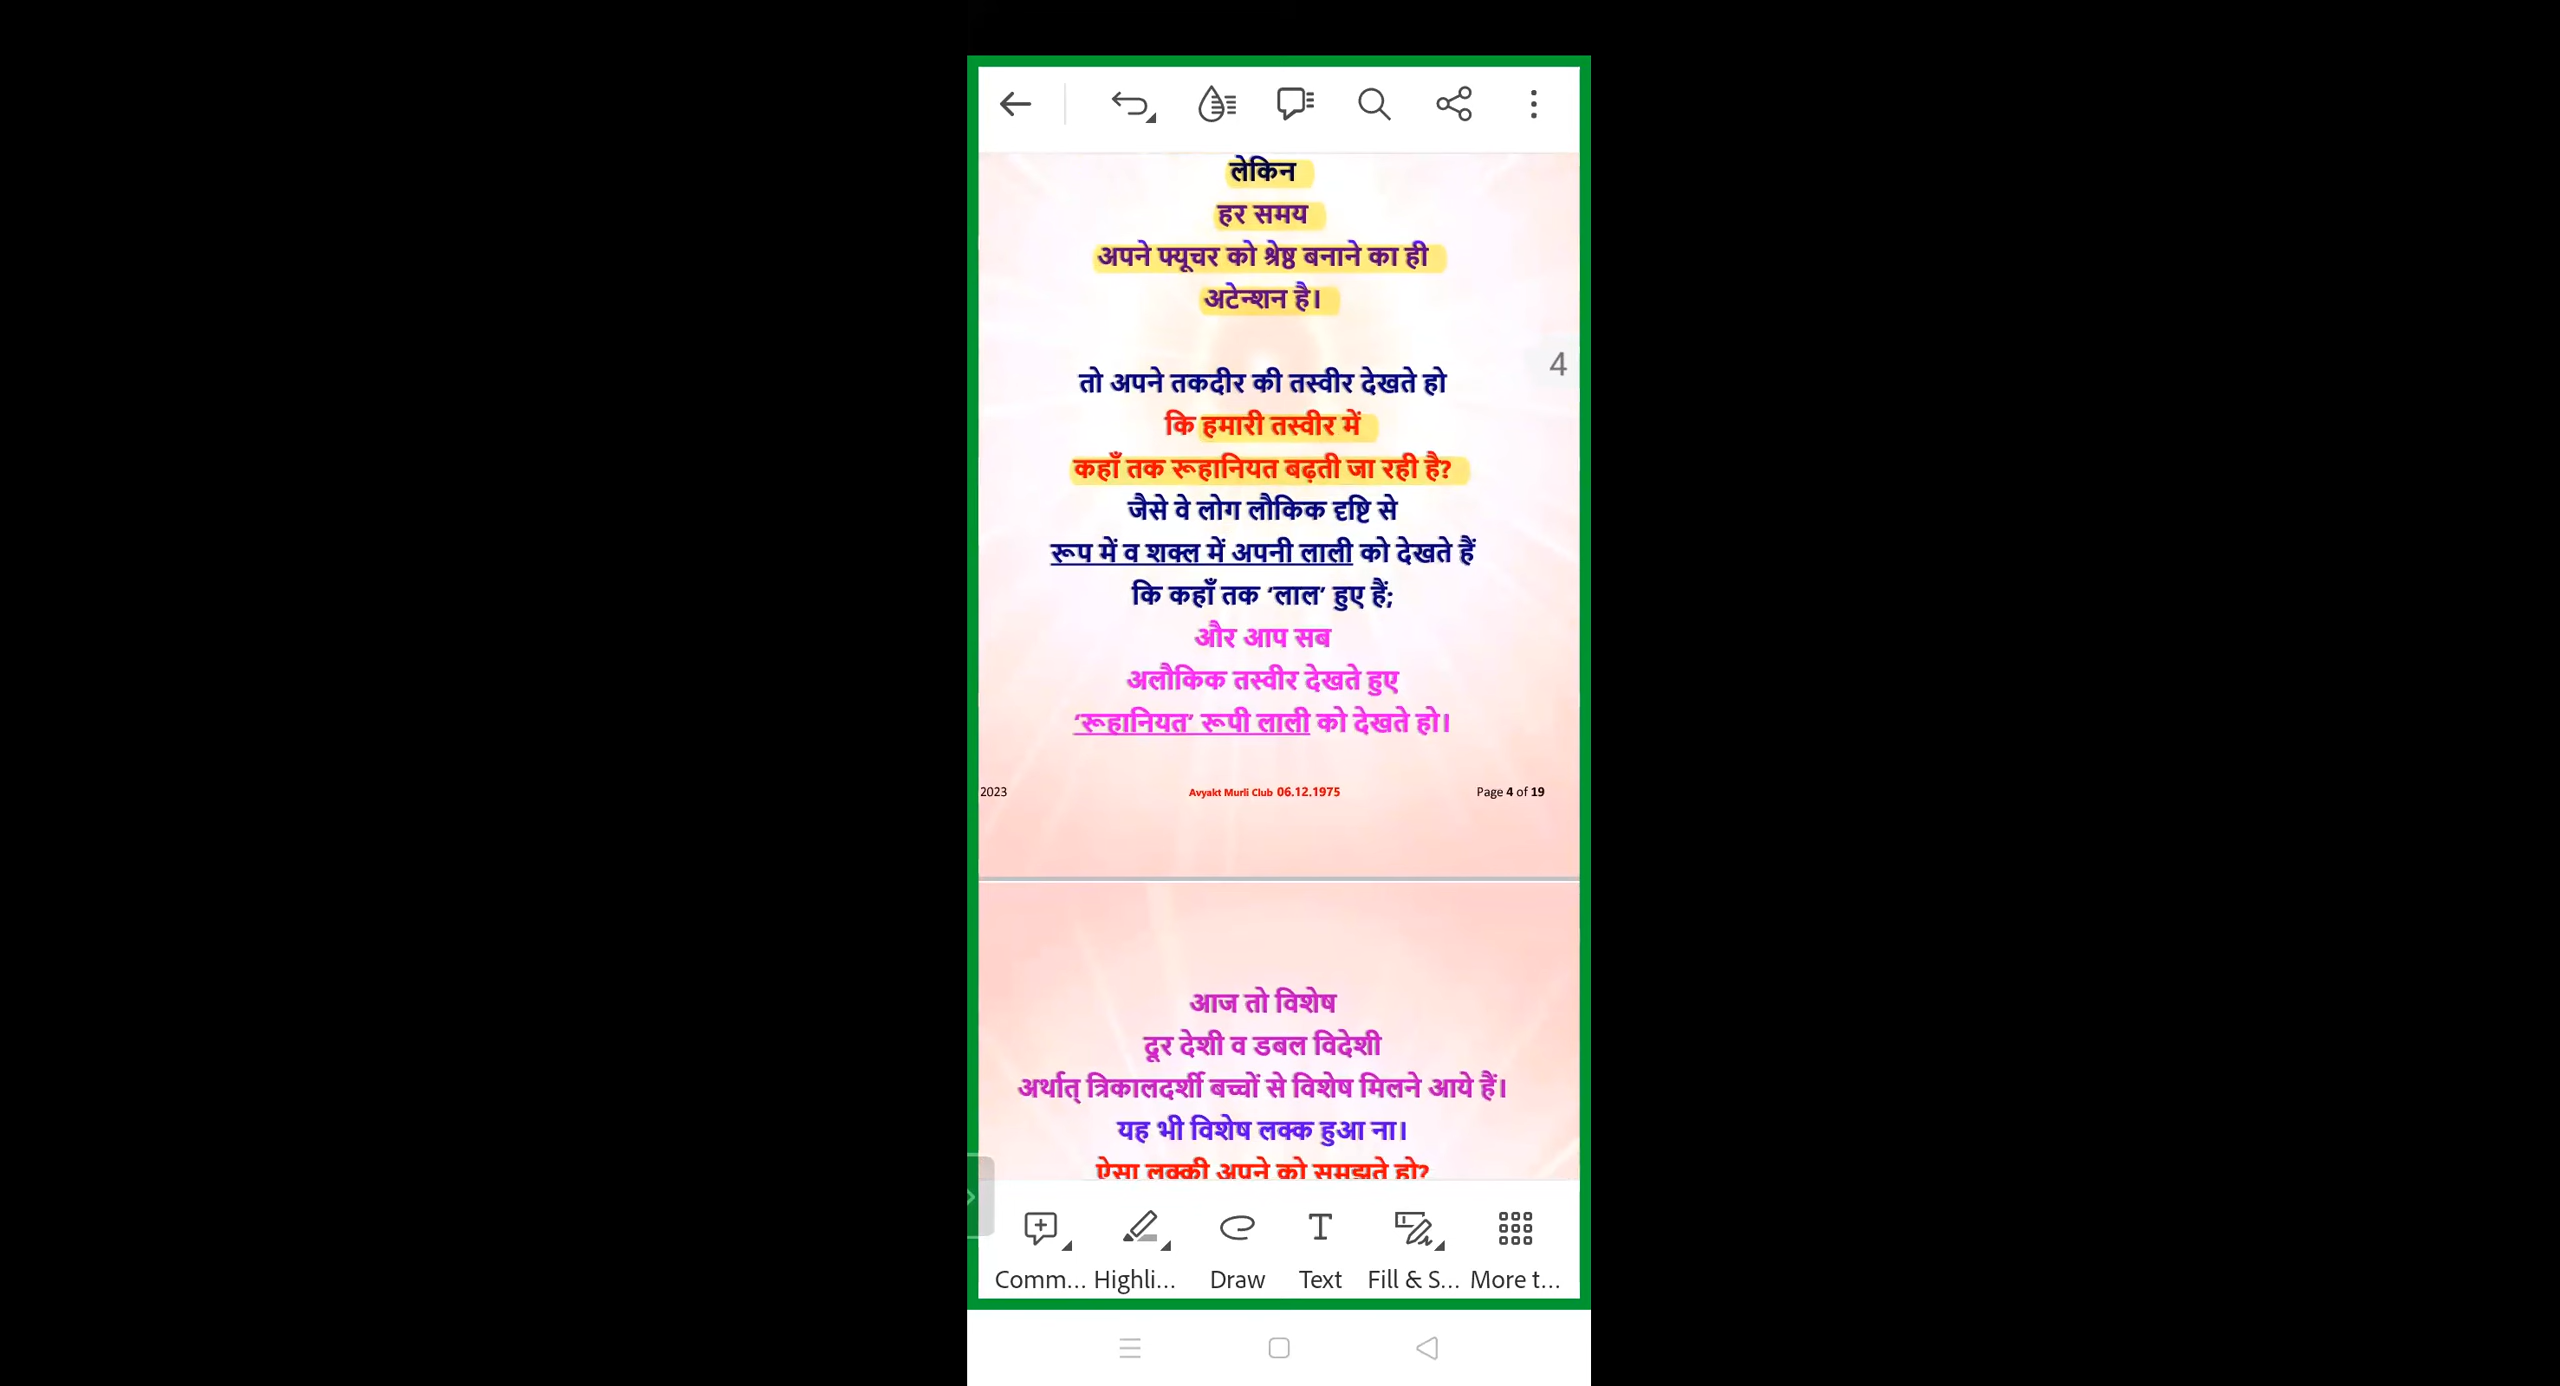 लेकिन
हर समय
अपने फ्यूचर को श्रेष्ठ बनाने का ही
अटेन्शन है।
4
तो अपने तकदीर की तस्वीर देखते हो
कि हमारी तस्वीर में
कहाँ तक रूहानियत बढ़ती जा रही है?
जैसे वे लोग लौकिक दृष्टि से
रूप में व शक्ल में अपनी लाली को देखते हैं
कि कहाँ तक ‘लाल’ हुए हैं;
और आप सब
अलौकिक तस्वीर देखते हुए
‘रूहानियत’ रूपी लाली को देखते हो।
2023 Avyakt Murli Club 06.12.1975 Page 4 of 19
आज तो विशेष
दूर देशी व डबल विदेशी
अर्थात् त्रिकालदर्शी बच्चों से विशेष मिलने आये हैं।
यह भी विशेष लक्क हुआ ना।
ऐसा लक्की अपने को समझते हो?
Comm... Highli... Draw Text Fill & S... More t...